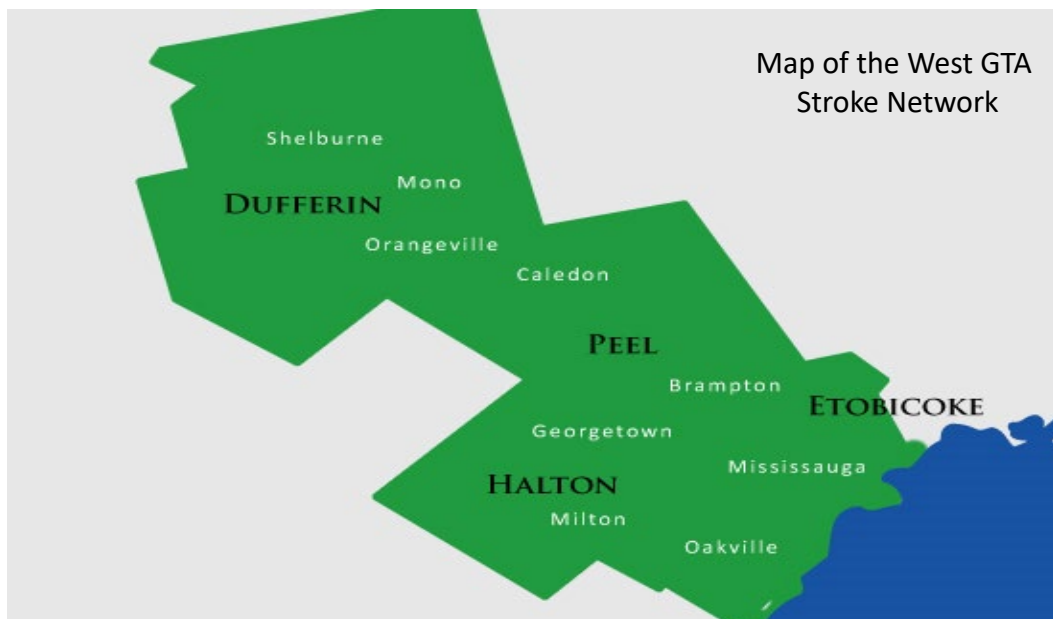 Map of the West GTA
Stroke Network
Shelburne
Mono
DUFFERIN
Orangeville
Caledon
PEEL
Brampton
ETOBICOKE
Georgetown
Mississauga
HALTON
Milton
Oakville